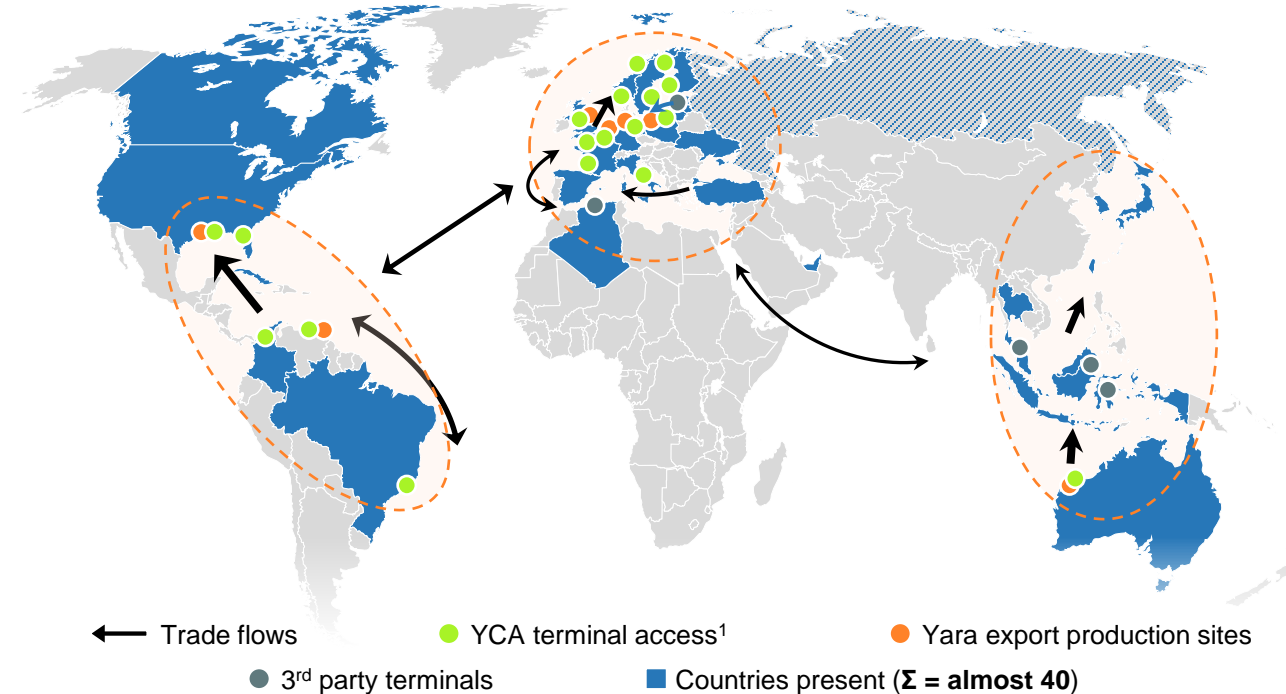 Trade flows
YCA terminal access¹
Yara export production sites
3rd party terminals
Countries present (Σ = almost 40)